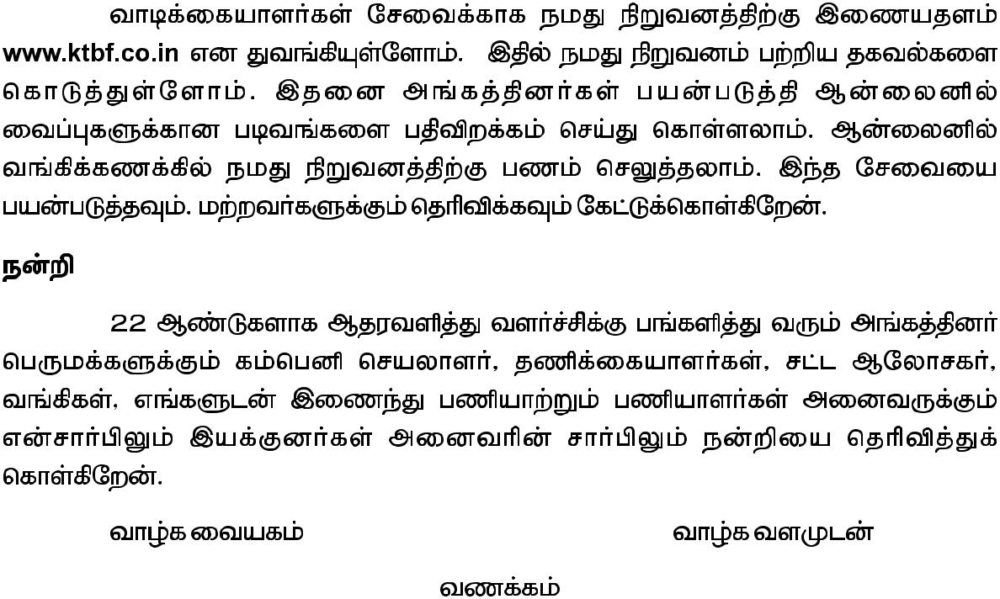 வாடிக்கையாளர்கள் சேவைக்காக நமது நிறுவனத்திற்கு இணையதளம்
www.ktbf.co.in என துவங்கியுள்ளோம். இதில் நமது நிறுவனம் பற்றிய தகவல்களை
கொடுத்துள்ளோம். இதனை அங்கத்தினர்கள் பயன்படுத்தி ஆன்லைனில்
வைப்புகளுக்கான படிவங்களை பதிவிறக்கம் செய்து கொள்ளலாம். ஆன்லைனில்
வங்கிக்கணக்கில் நமது நிறுவனத்திற்கு பணம் செலுத்தலாம். இந்த சேவையை
பயன்படுத்தவும். மற்றவர்களுக்கும் தெரிவிக்கவும் கேட்டுக்கொள்கிறேன்.
நன்றி
22 ஆண்டுகளாக ஆதரவளித்து வளர்ச்சிக்கு பங்களித்து வரும் அங்கத்தினர்
பெருமக்களுக்கும் கம்பெனி செயலாளர், தணிக்கையாளர்கள், சட்ட ஆலோசகர்,
வங்கிகள், எங்களுடன் இணைந்து பணியாற்றும் பணியாளர்கள் அனைவருக்கும்
என்சார்பிலும் இயக்குனர்கள் அனைவரின் சார்பிலும் நன்றியை தெரிவித்துக்
கொள்கிறேன்.
வாழ்க வையகம் வாழ்க வளமுடன்
வணக்கம்